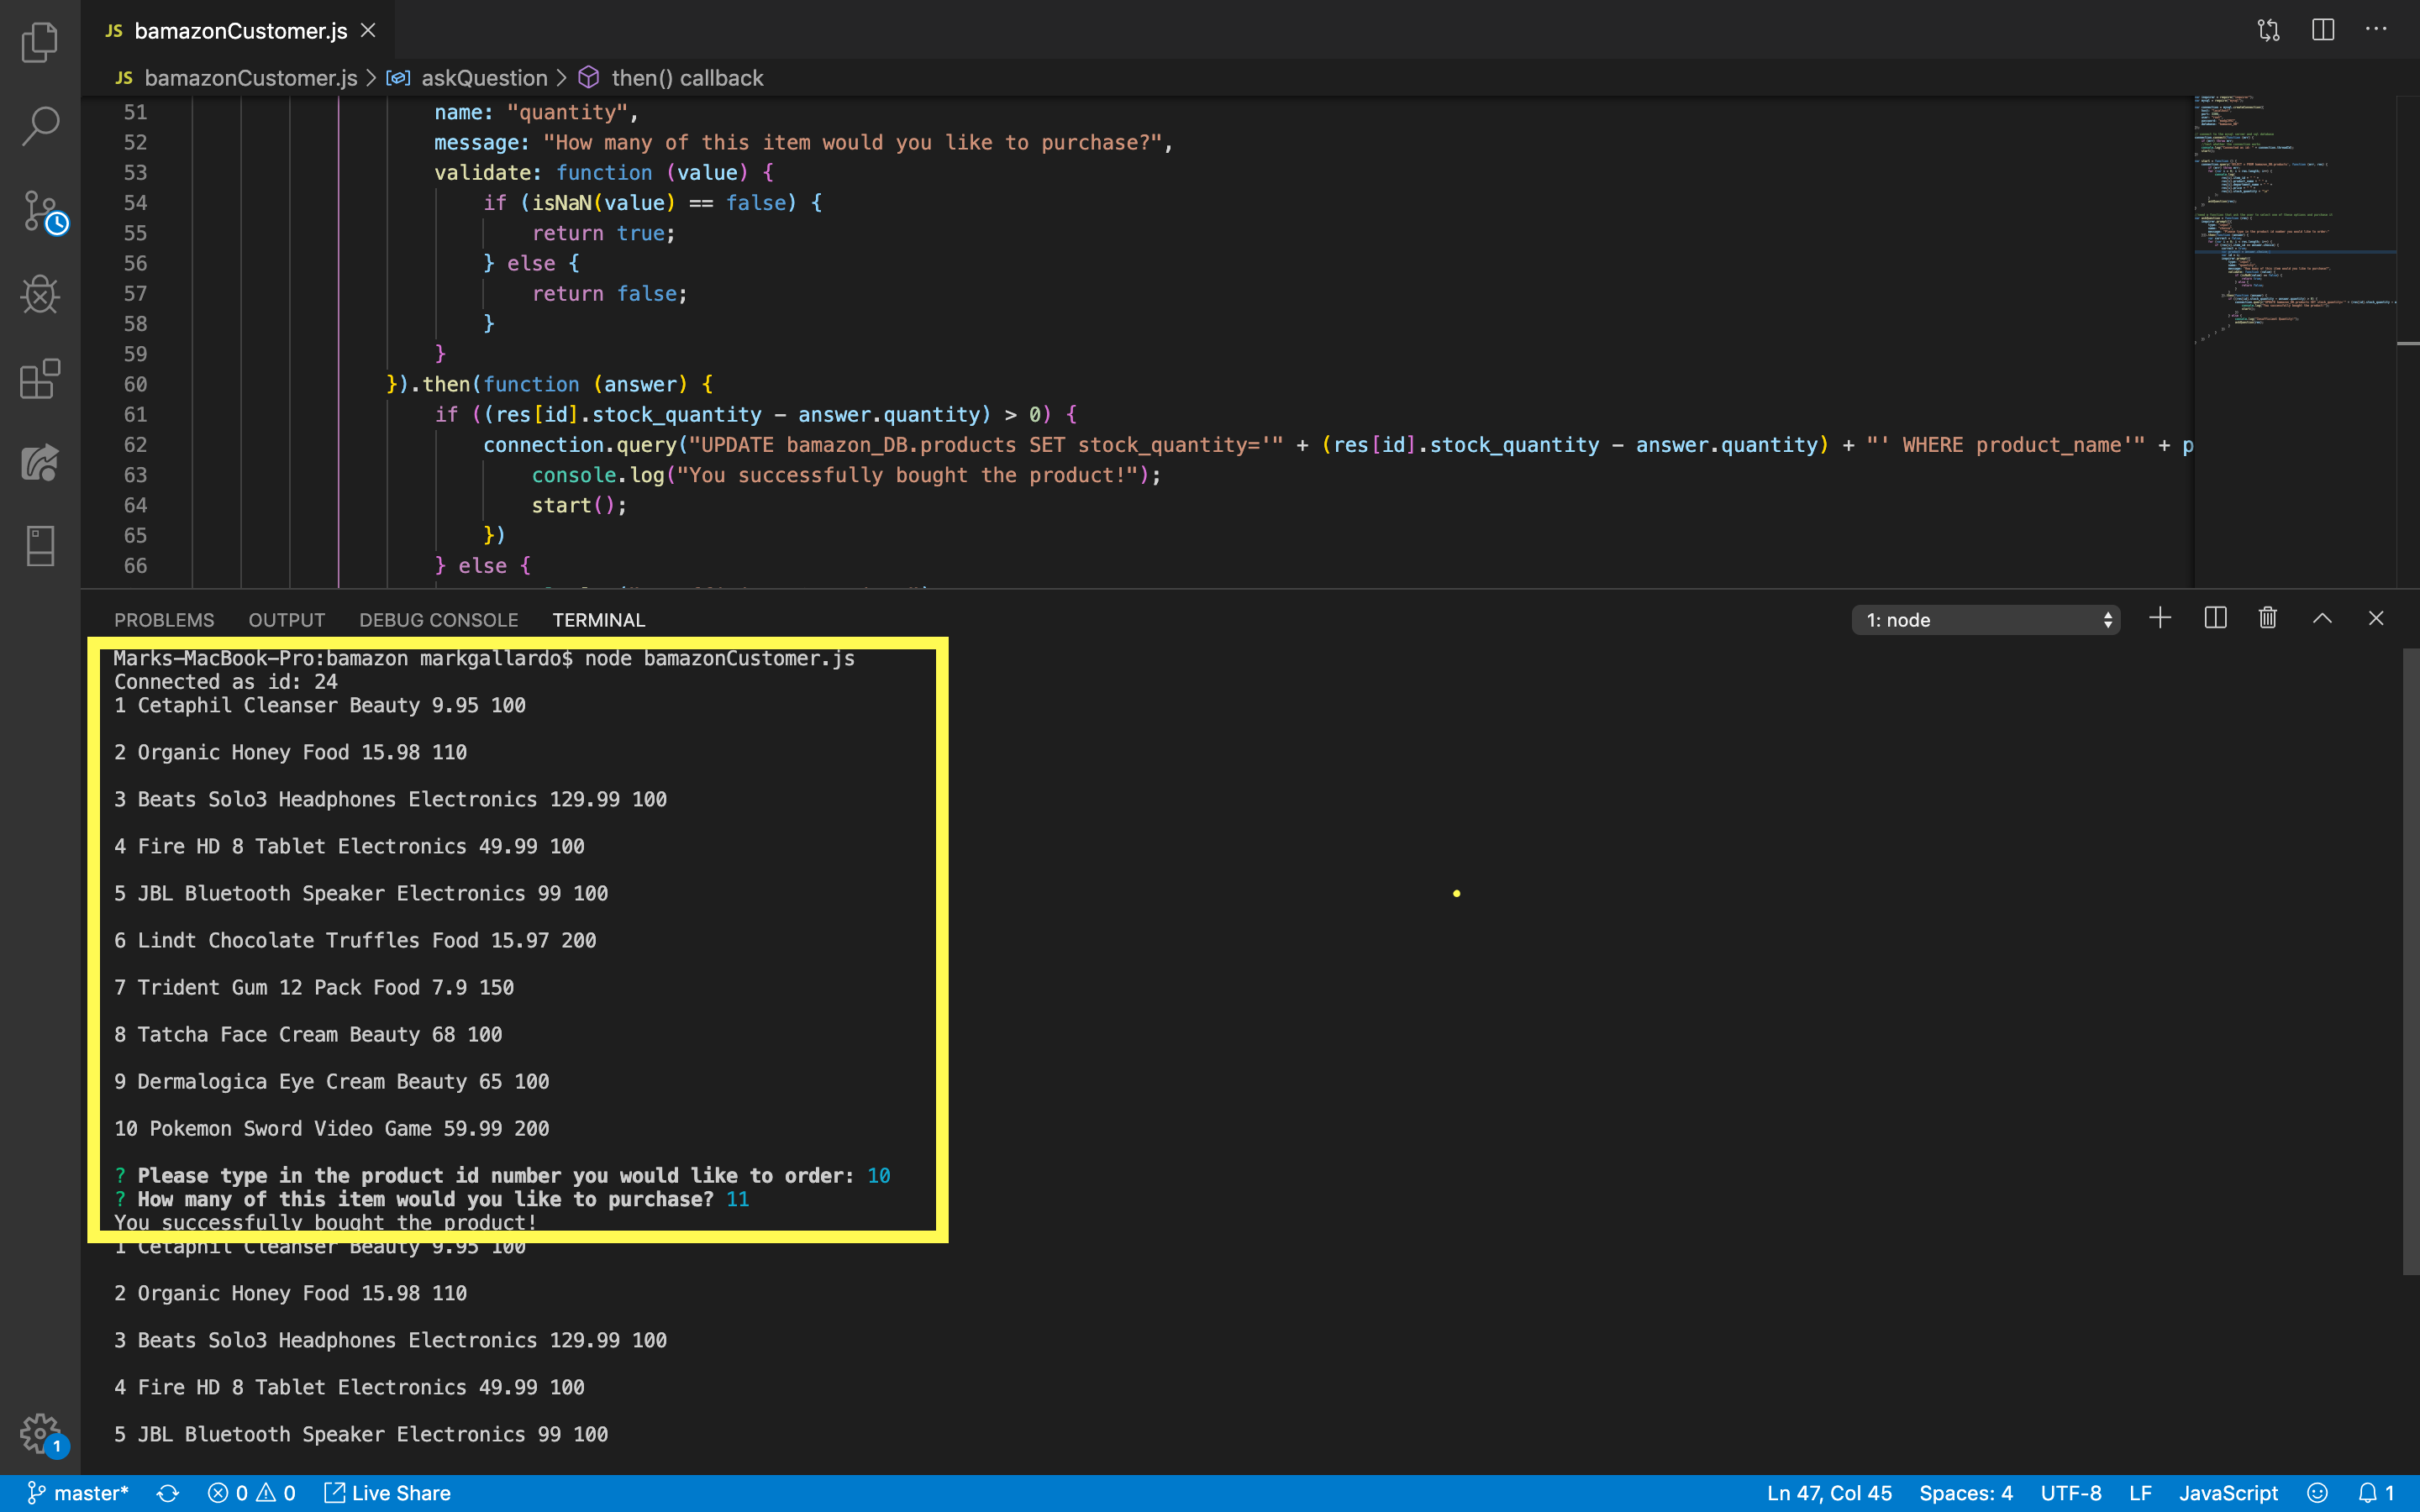 JS bamazonCustomer.js
JS bamazonCustomer.js > askQuestion > then() callback
51 name: "quantity",
52 message: "How many of this item would you like to purchase?",
53 validate: function (value) {
54 if (isNaN(value) == false) {
55 return true;
56 } else {
57 return false;
58 }
59 }
60 }).then(function (answer) {
61 if ((res[id].stock_quantity - answer.quantity) > 0) {
62 connection.query("UPDATE bamazon_DB.products SET stock_quantity='" + (res[id].stock_quantity - answer.quantity) + "' WHERE product_name'" + p
63 console.log("You successfully bought the product!");
64 start();
65 })
66 } else {
PROBLEMS OUTPUT DEBUG CONSOLE TERMINAL 1: node
Marks-MacBook-Pro:bamazon markgallardo$ node bamazonCustomer.js
Connected as id: 24
1 Cetaphil Cleanser Beauty 9.95 100
2 Organic Honey Food 15.98 110
3 Beats Solo3 Headphones Electronics 129.99 100
4 Fire HD 8 Tablet Electronics 49.99 100
5 JBL Bluetooth Speaker Electronics 99 100
6 Lindt Chocolate Truffles Food 15.97 200
7 Trident Gum 12 Pack Food 7.9 150
8 Tatcha Face Cream Beauty 68 100
9 Dermalogica Eye Cream Beauty 65 100
10 Pokemon Sword Video Game 59.99 200
? Please type in the product id number you would like to order: 10
? How many of this item would you like to purchase? 11
You successfully bought the product!
1 Cetaphil Cleanser Beauty 9.95 100
2 Organic Honey Food 15.98 110
3 Beats Solo3 Headphones Electronics 129.99 100
4 Fire HD 8 Tablet Electronics 49.99 100
5 JBL Bluetooth Speaker Electronics 99 100
1
master* 0 0 Live Share Ln 47, Col 45 Spaces: 4 UTF-8 LF JavaScript 1